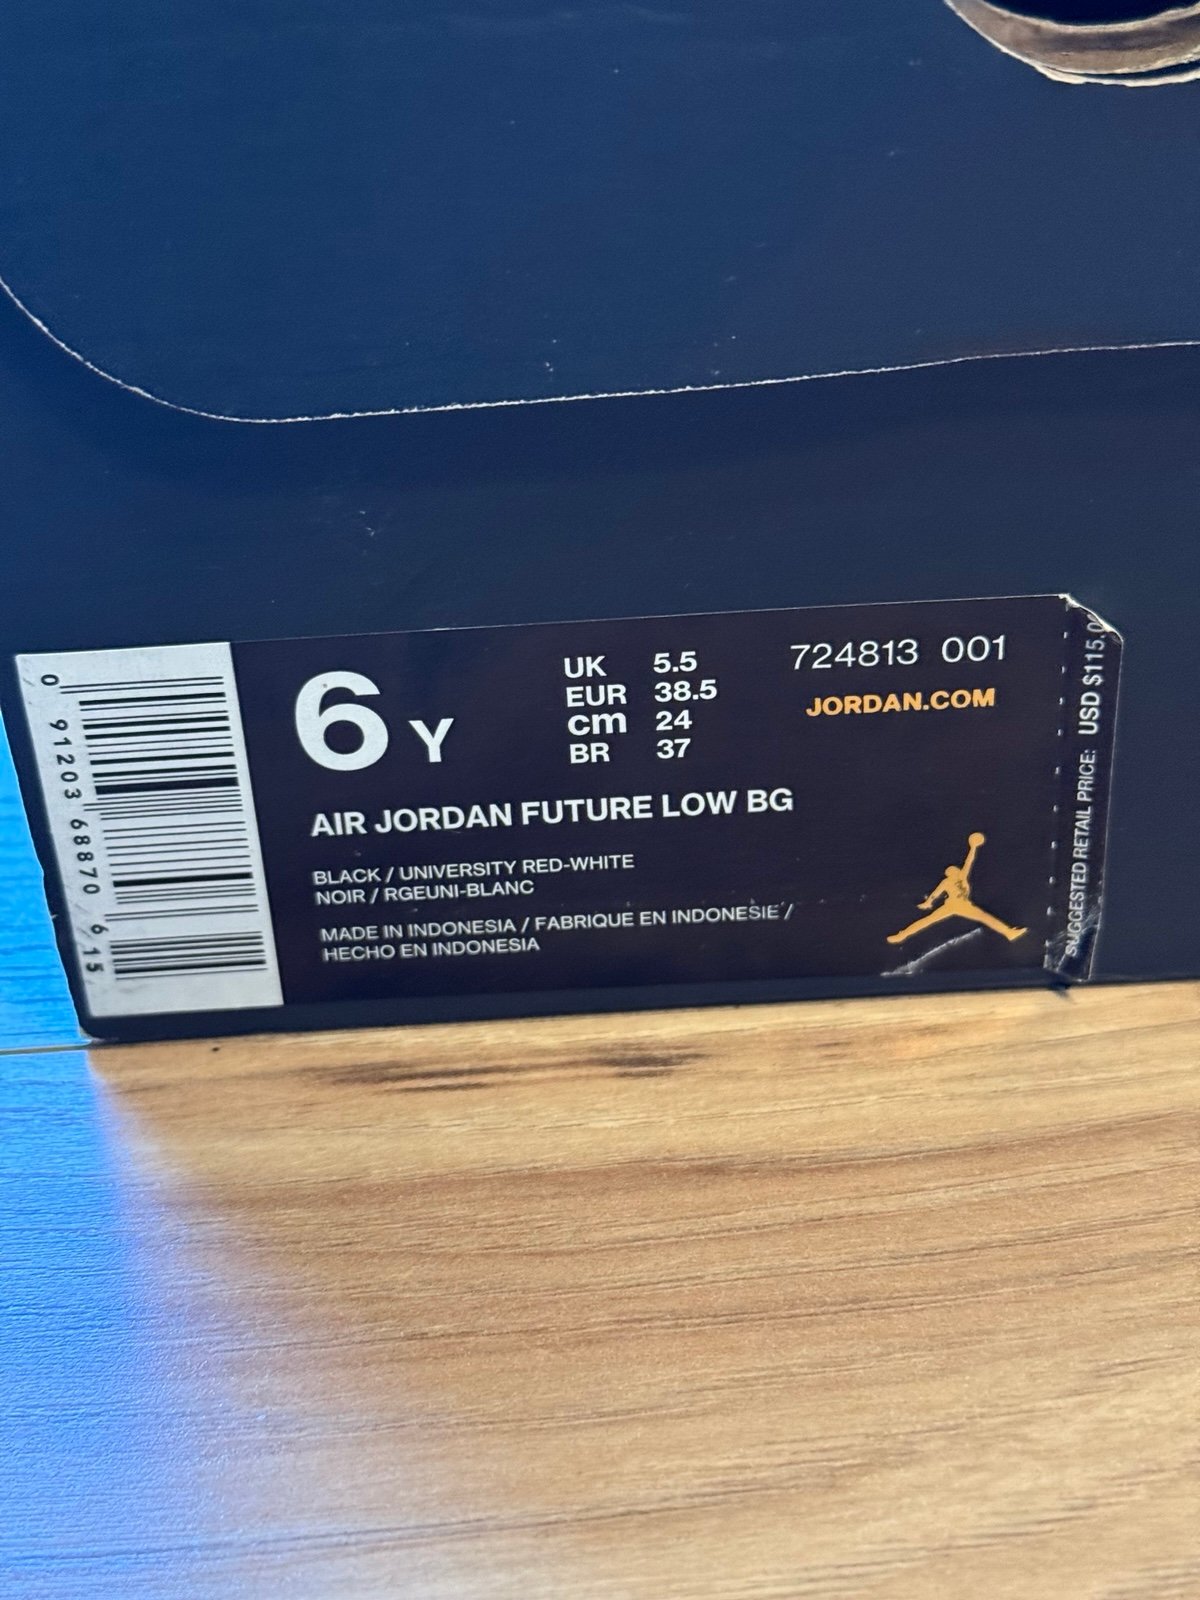 0 91203 68870 6 15
6 Y
UK 5.5
EUR 38.5
cm 24
BR 37
724813 001
JORDAN.COM
AIR JORDAN FUTURE LOW BG
BLACK / UNIVERSITY RED-WHITE
NOIR / RGEUNI-BLANC
MADE IN INDONESIA / FABRIQUE EN INDONESIE /
HECHO EN INDONESIA
SUGGESTED RETAIL PRICE: USD $115.0